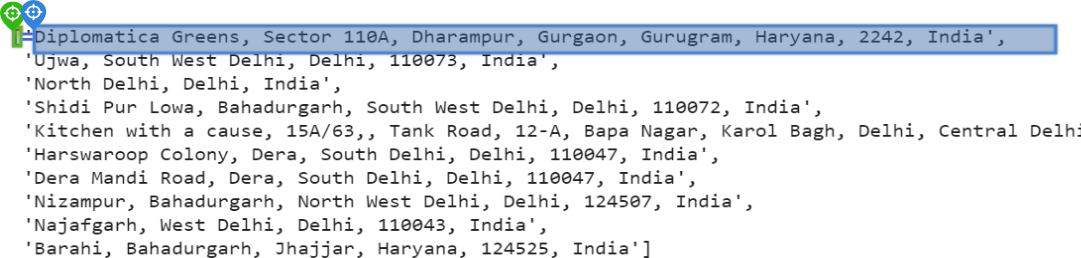 ['Diplomatica Greens, Sector 110A, Dharampur, Gurgaon, Gurugram, Haryana, 2242, India',
'Ujwa, South West Delhi, Delhi, 110073, India',
'North Delhi, Delhi, India',
'Shidi Pur Lowa, Bahadurgarh, South West Delhi, Delhi, 110072, India',
'Kitchen with a cause, 15A/63,, Tank Road, 12-A, Bapa Nagar, Karol Bagh, Delhi, Central Delhi
'Harswaroop Colony, Dera, South Delhi, Delhi, 110047, India',
'Dera Mandi Road, Dera, South Delhi, Delhi, 110047, India',
'Nizampur, Bahadurgarh, North West Delhi, Delhi, 124507, India',
'Najafgarh, West Delhi, Delhi, 110043, India',
'Barahi, Bahadurgarh, Jhajjar, Haryana, 124525, India']